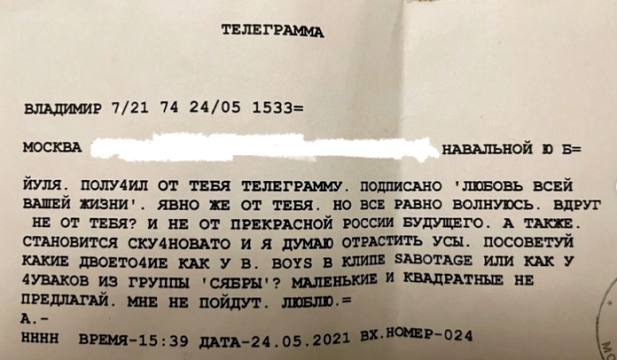 ТЕЛЕГРАММА
ВЛАДИМИР 7/21 74 24/05 1533=
МОСКВА НАВАЛЬНОЙ Ю Б=
ЙУЛЯ. ПОЛУ4ИЛ ОТ ТЕБЯ ТЕЛЕГРАММУ. ПОДПИСАНО 'ЛЮБОВЬ ВСЕЙ
ВАШЕЙ ЖИЗНИ'. ЯВНО ЖЕ ОТ ТЕБЯ. НО ВСЕ РАВНО ВОЛНУЮСЬ. ВДРУГ
НЕ ОТ ТЕБЯ? И НЕ ОТ ПРЕКРАСНОЙ РОССИИ БУДУЩЕГО. А ТАКЖЕ.
СТАНОВИТСЯ СКУ4НОВАТО И Я ДУМАЮ ОТРАСТИТЬ УСЫ. ПОСОВЕТУЙ
КАКИЕ ДВОЕТО4ИЕ КАК У B. BOYS В КЛИПЕ SABOTAGE ИЛИ КАК У
4УВАКОВ ИЗ ГРУППЫ 'СЯБРЫ'? МАЛЕНЬКИЕ И КВАДРАТНЫЕ НЕ
ПРЕДЛАГАЙ. МНЕ НЕ ПОЙДУТ. ЛЮБЛЮ.=
А.-
НННН ВРЕМЯ-15:39 ДАТА-24.05.2021 ВХ.НОМЕР-024